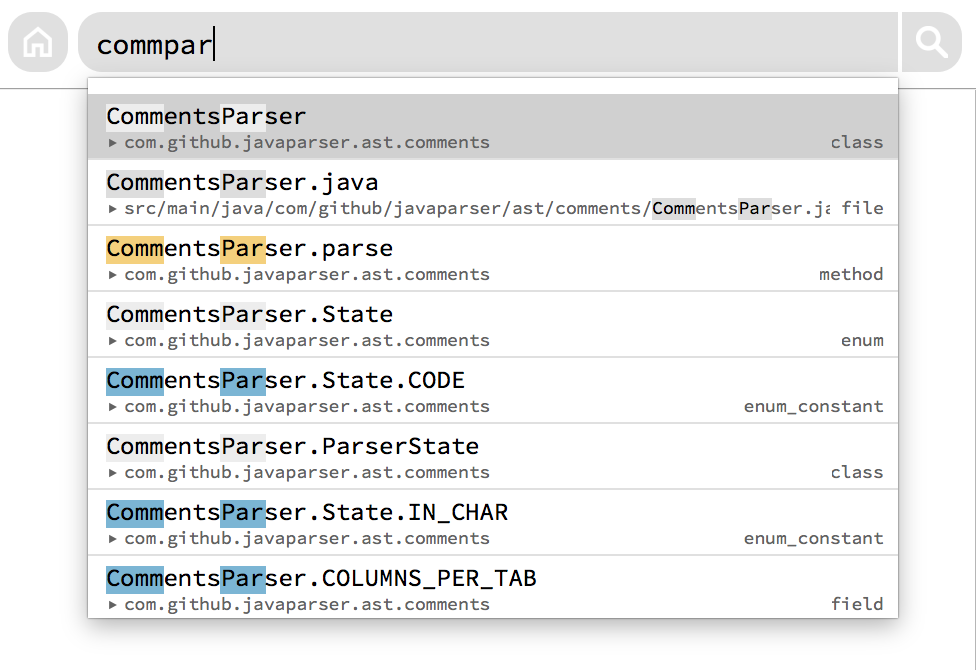 commpar
CommentsParser
▸ com.github.javaparser.ast.comments class
CommentsParser.java
▸ src/main/java/com/github/javaparser/ast/comments/CommentsParser.ja file
CommentsParser.parse
▸ com.github.javaparser.ast.comments method
CommentsParser.State
▸ com.github.javaparser.ast.comments enum
CommentsParser.State.CODE
▸ com.github.javaparser.ast.comments enum_constant
CommentsParser.ParserState
▸ com.github.javaparser.ast.comments class
CommentsParser.State.IN_CHAR
▸ com.github.javaparser.ast.comments enum_constant
CommentsParser.COLUMNS_PER_TAB
▸ com.github.javaparser.ast.comments field